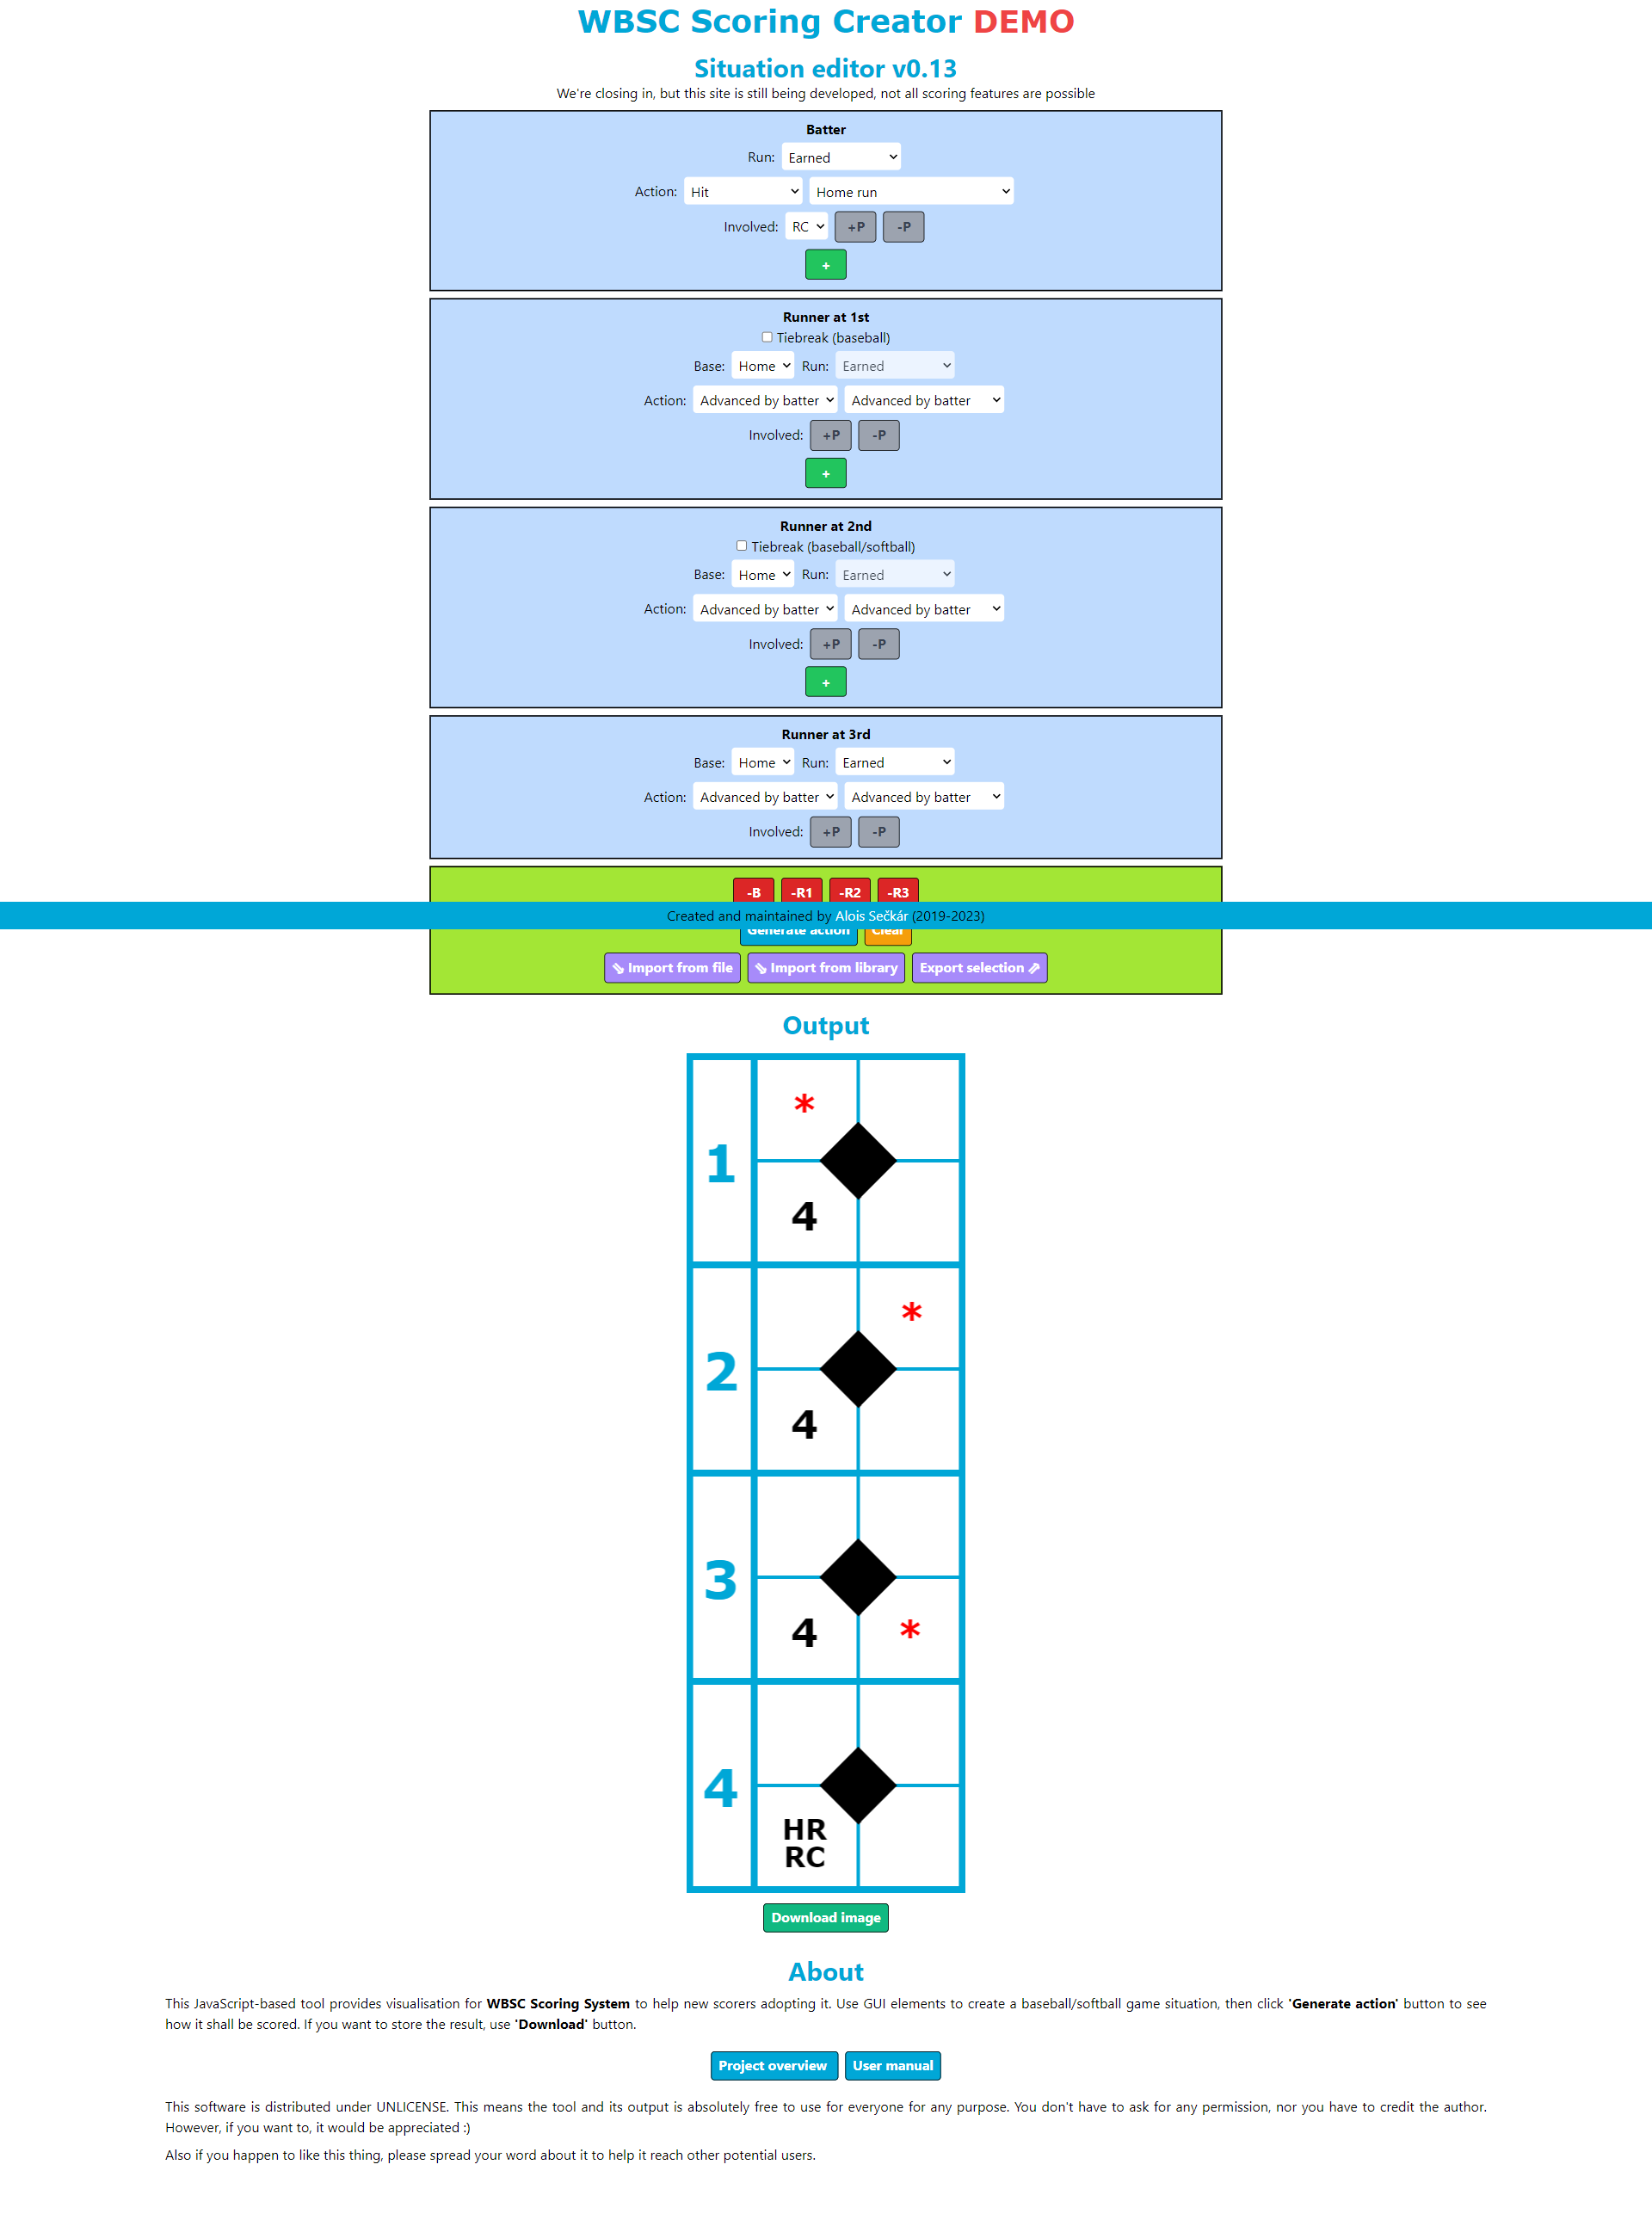 WBSC Scoring Creator DEMO
Situation editor v0.13
We're closing in, but this site is still being developed, not all scoring features are possible
Batter
Run: Earned
Action: Hit Home run
Involved: RC +P -P
+
Runner at 1st
Tiebreak (baseball)
Base: Home Run: Earned
Action: Advanced by batter Advanced by batter
Involved: +P -P
+
Runner at 2nd
Tiebreak (baseball/softball)
Base: Home Run: Earned
Action: Advanced by batter Advanced by batter
Involved: +P -P
+
Runner at 3rd
Base: Home Run: Earned
Action: Advanced by batter Advanced by batter
Involved: +P -P
-B -R1 -R2 -R3
Created and maintained by Alois Sečkár (2019-2023)
Generate action Clear
⇘ Import from file ⇘ Import from library Export selection ⇗
Output
*
1
4
*
2
4
3
4 *
4
HR
RC
Download image
About
This JavaScript-based tool provides visualisation for WBSC Scoring System to help new scorers adopting it. Use GUI elements to create a baseball/softball game situation, then click 'Generate action' button to see
how it shall be scored. If you want to store the result, use 'Download' button.
Project overview User manual
This software is distributed under UNLICENSE. This means the tool and its output is absolutely free to use for everyone for any purpose. You don't have to ask for any permission, nor you have to credit the author.
However, if you want to, it would be appreciated :)
Also if you happen to like this thing, please spread your word about it to help it reach other potential users.